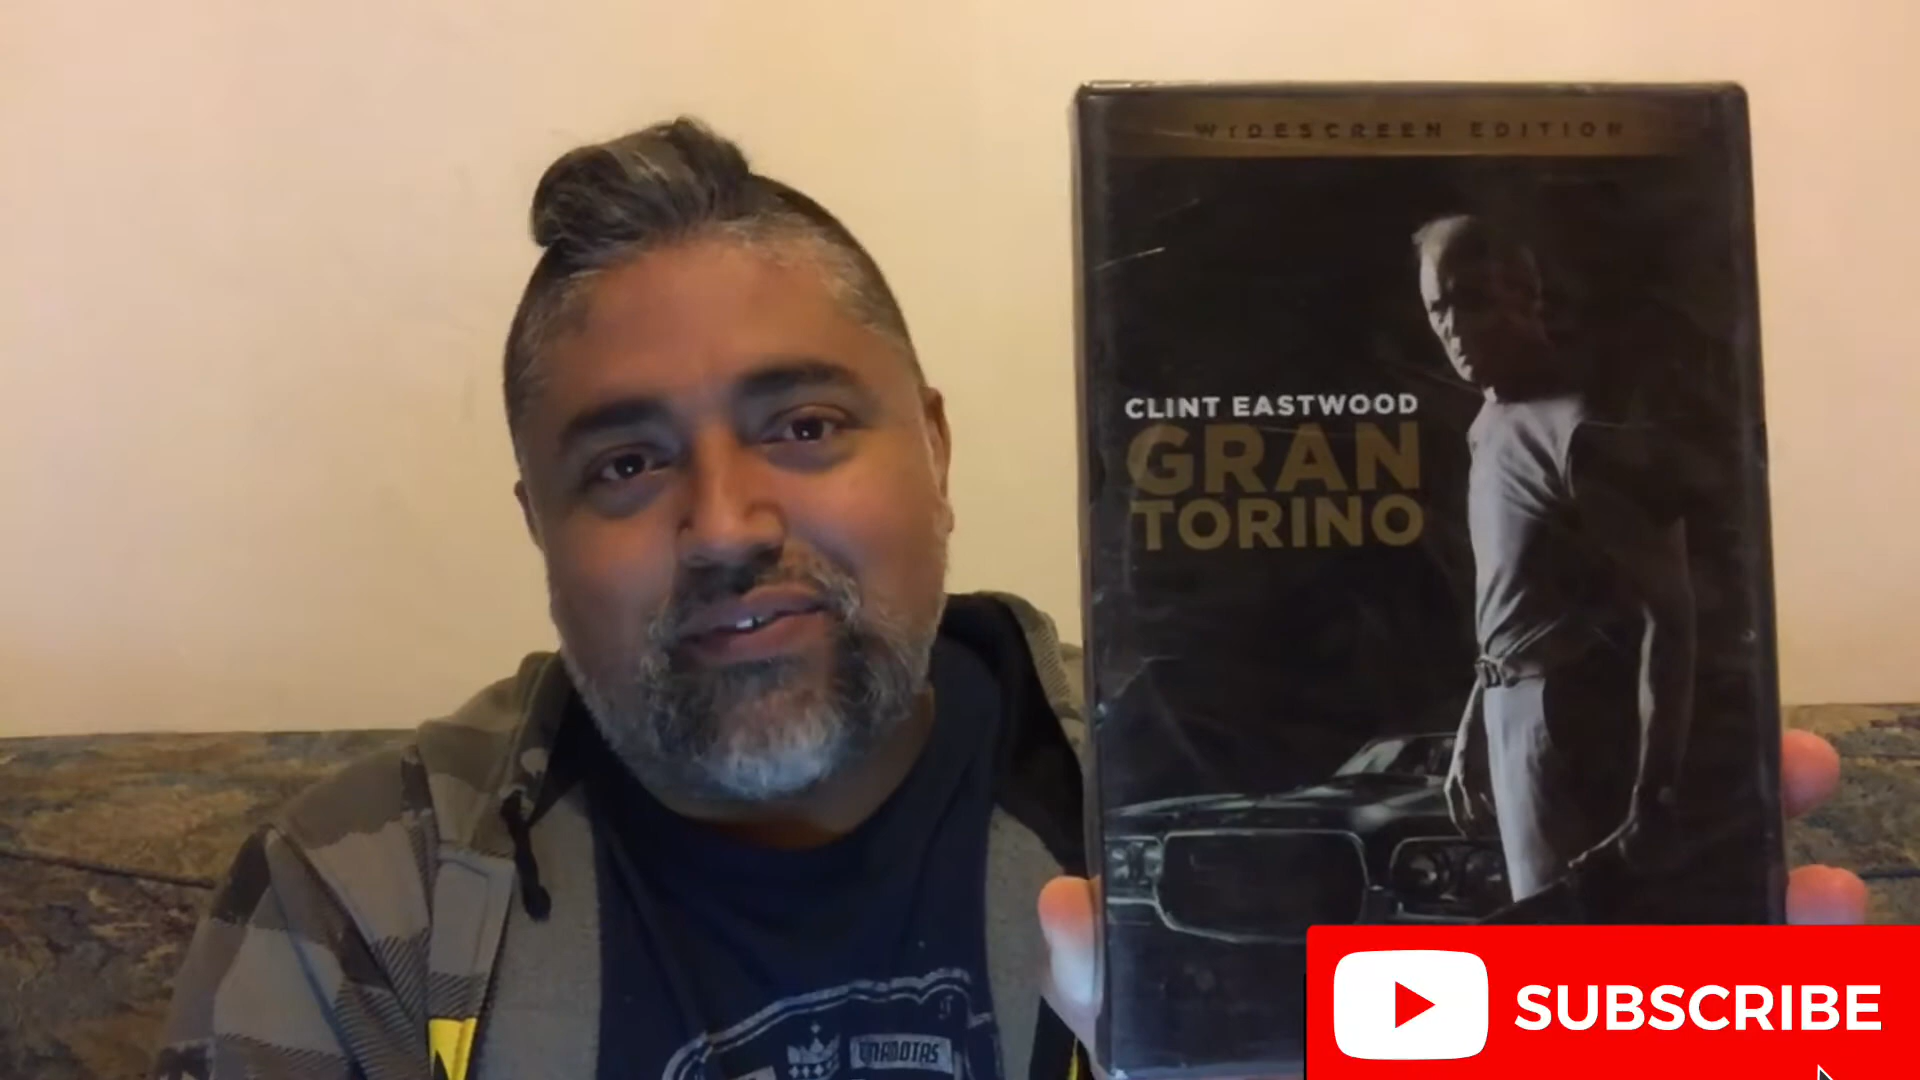 WIDESCREEN EDITION
CLINT EASTWOOD
GRAN
TORINO
SUBSCRIBE